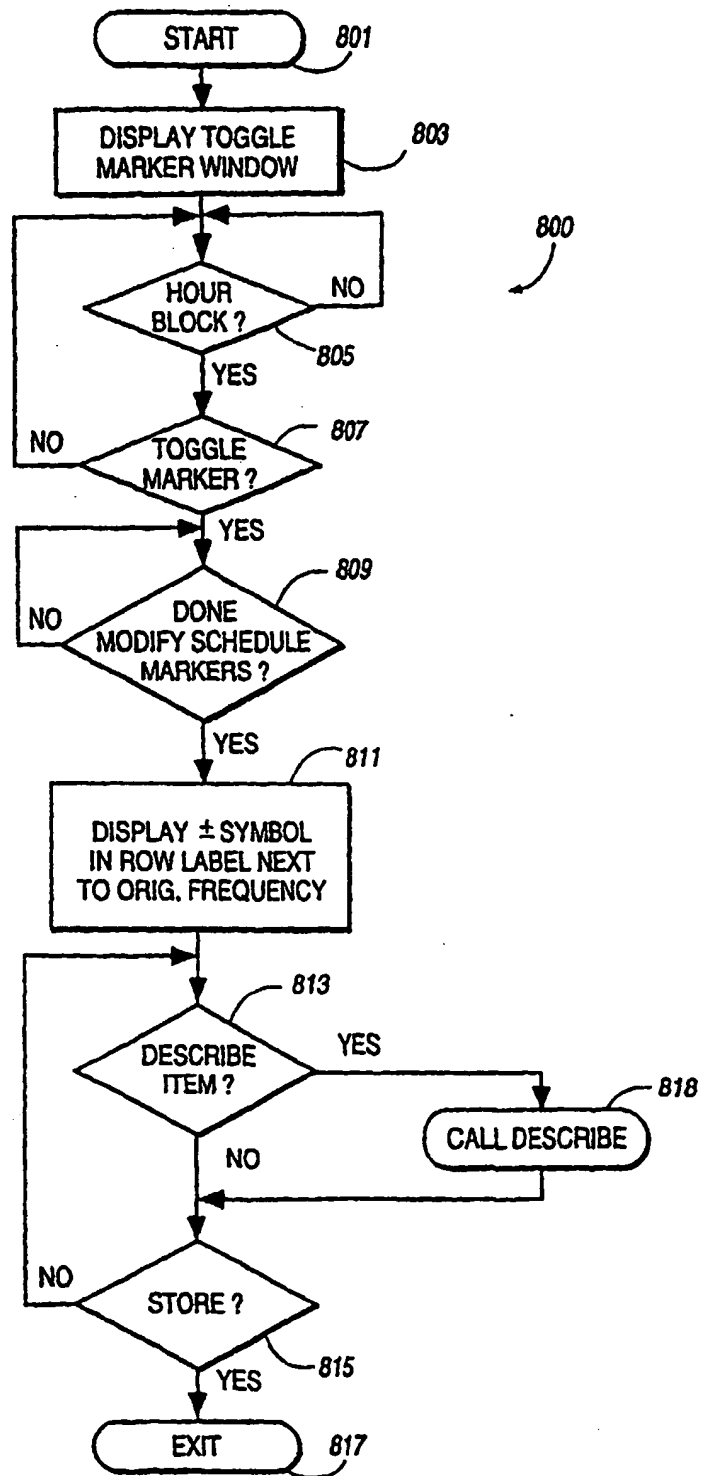 START
801
DISPLAY TOGGLE
MARKER WINDOW
803
800
HOUR
BLOCK ?
NO
805
YES
807
NO
TOGGLE
MARKER ?
YES
809
NO
DONE
MODIFY SCHEDULE
MARKERS ?
YES
811
DISPLAY ± SYMBOL
IN ROW LABEL NEXT
TO ORIG. FREQUENCY
813
DESCRIBE
ITEM ?
YES
818
CALL DESCRIBE
NO
NO
STORE ?
815
YES
EXIT
817